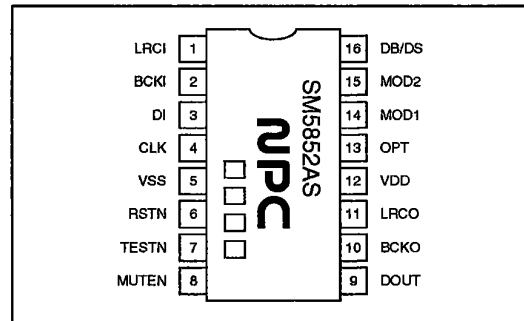 LRCI 1 16 DB/DS
BCKI 2 15 MOD2
DI 3 14 MOD1
CLK 4 13 OPT
VSS 5 12 VDD
RSTN 6 11 LRCO
TESTN 7 10 BCKO
MUTEN 8 9 DOUT
SM5852AS
NPC